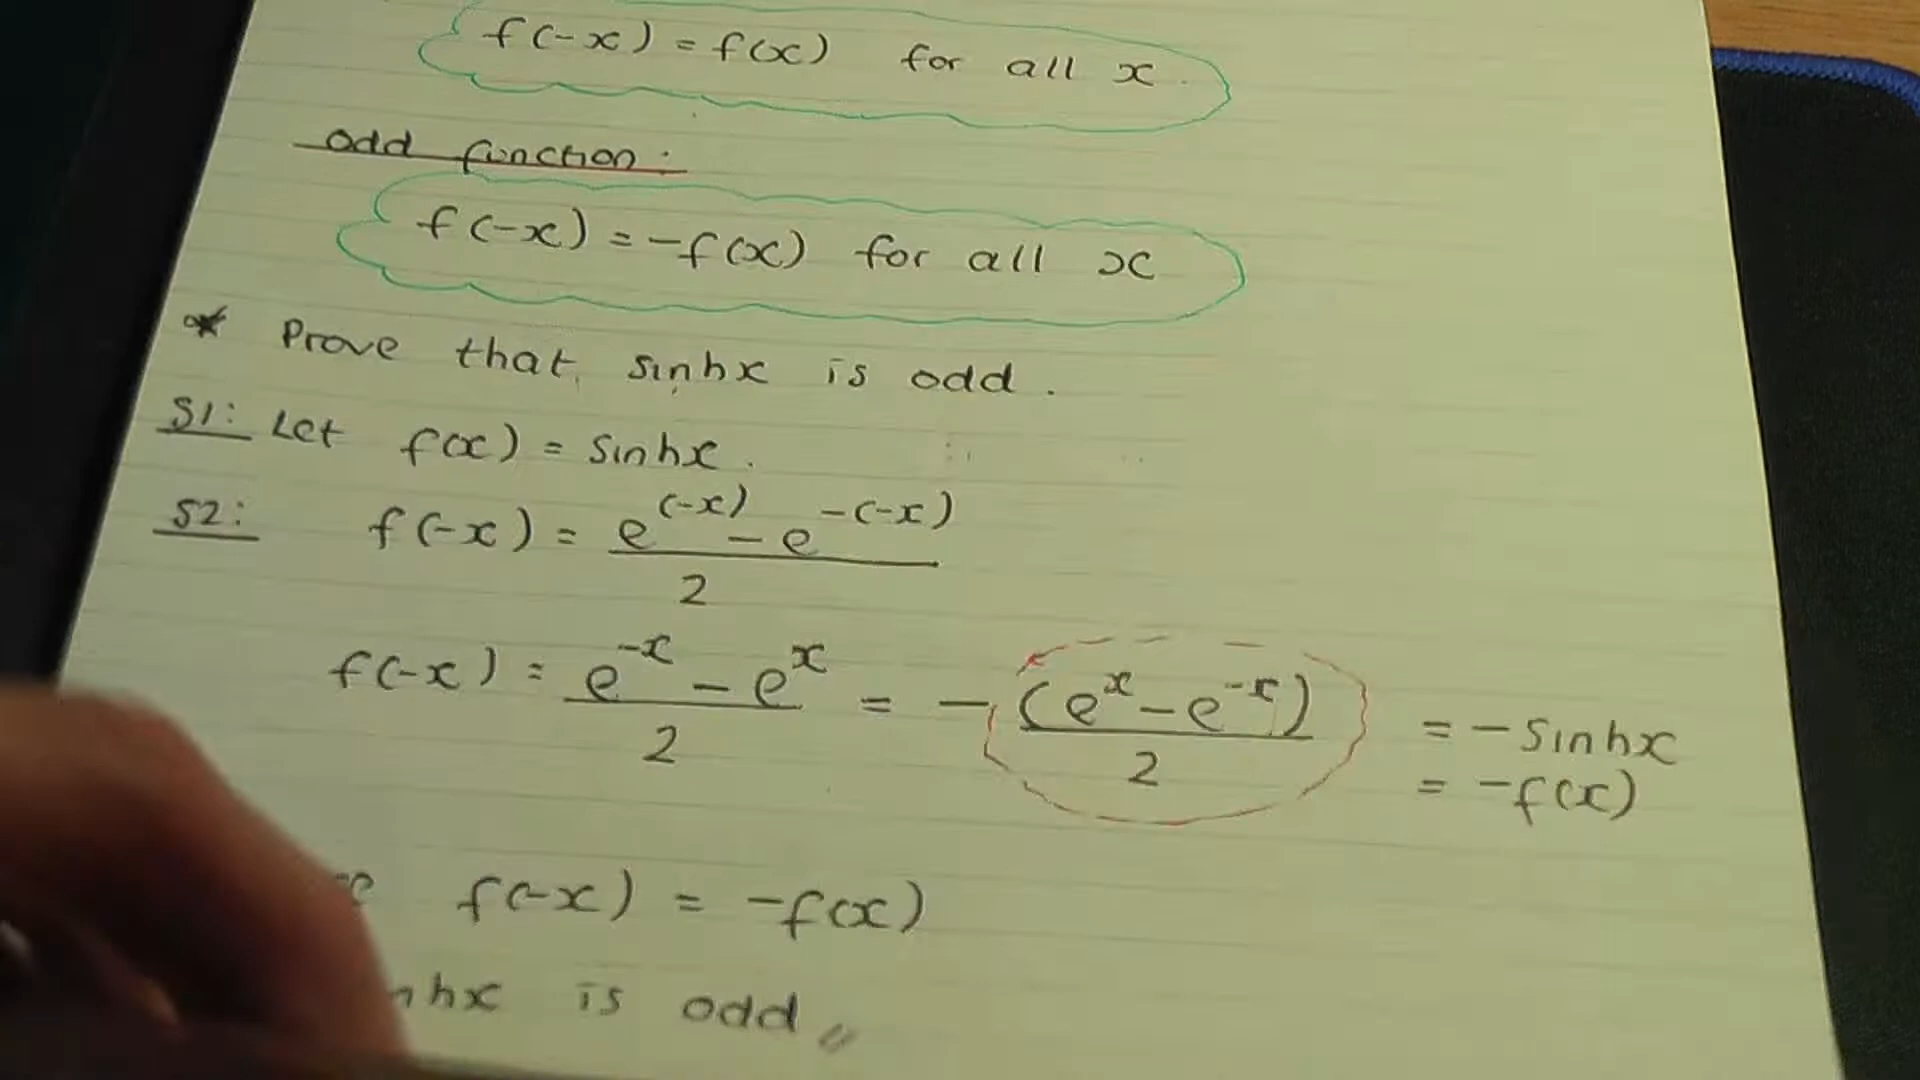 f(-x) = f(x) for all x.
odd function:
f(-x) = -f(x) for all x
* Prove that sinhx is odd.
S1: Let f(x) = sinhx.
S2: f(-x) = e^(-x) - e^-(-x) / 2
f(-x) = e^-x - e^x / 2 = -(e^x - e^-x) / 2 = -sinhx
= -f(x)
f(-x) = -f(x)
is odd